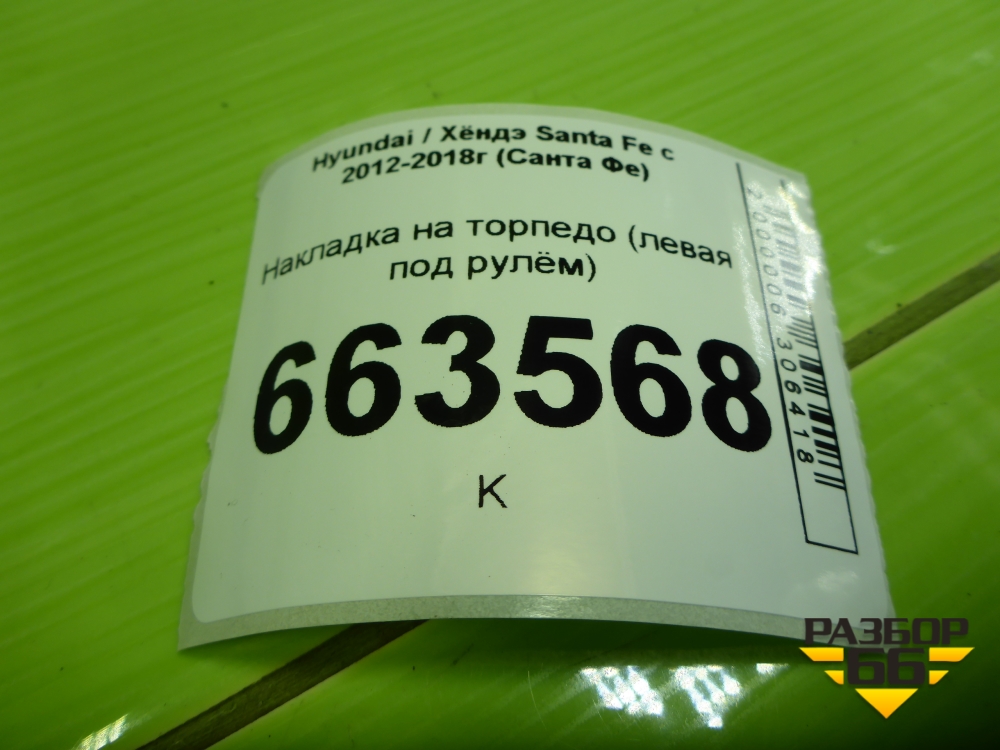 Hyundai / Хёндэ Santa Fe с
2012-2018г (Санта Фе)
Накладка на торпедо (левая
под рулём)
663568
К
2000006306418
РАЗБОР
66